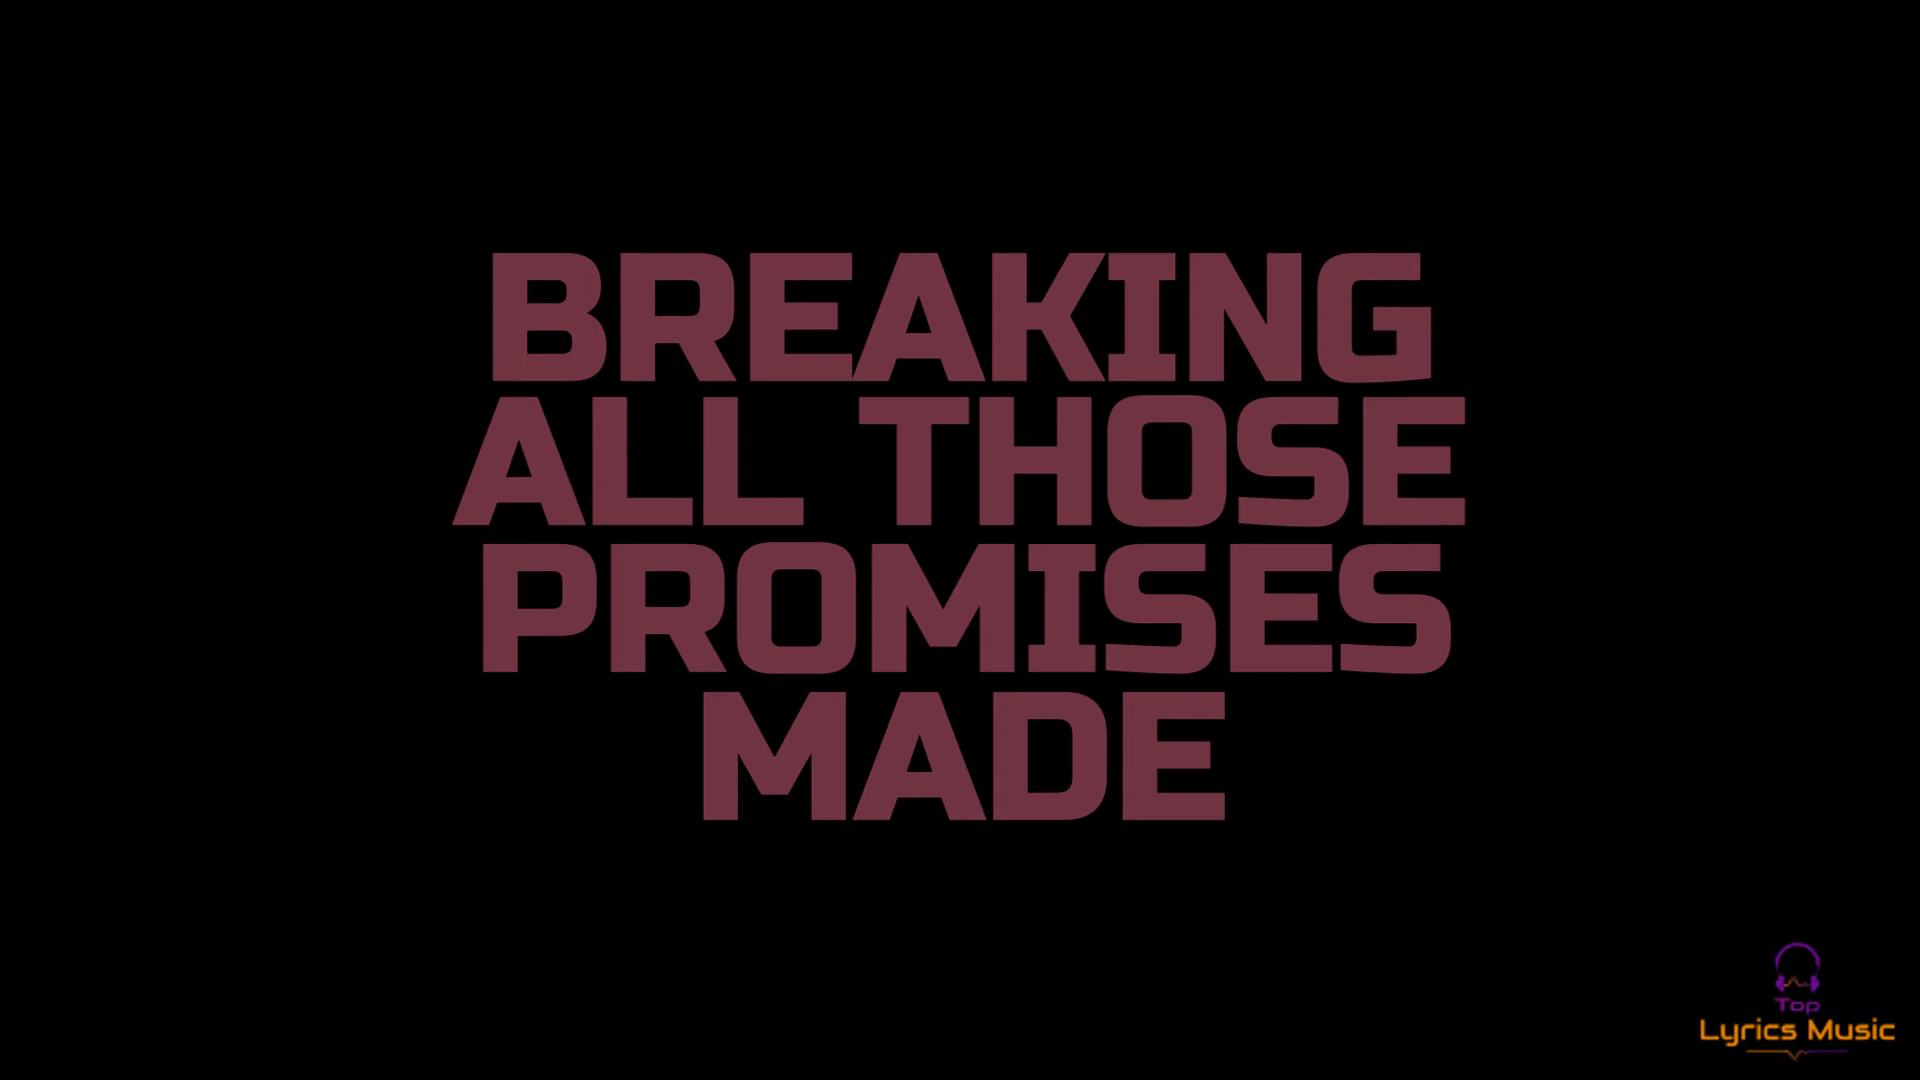 BREAKING
ALL THOSE
PROMISES
MADE
Top
Lyrics Music